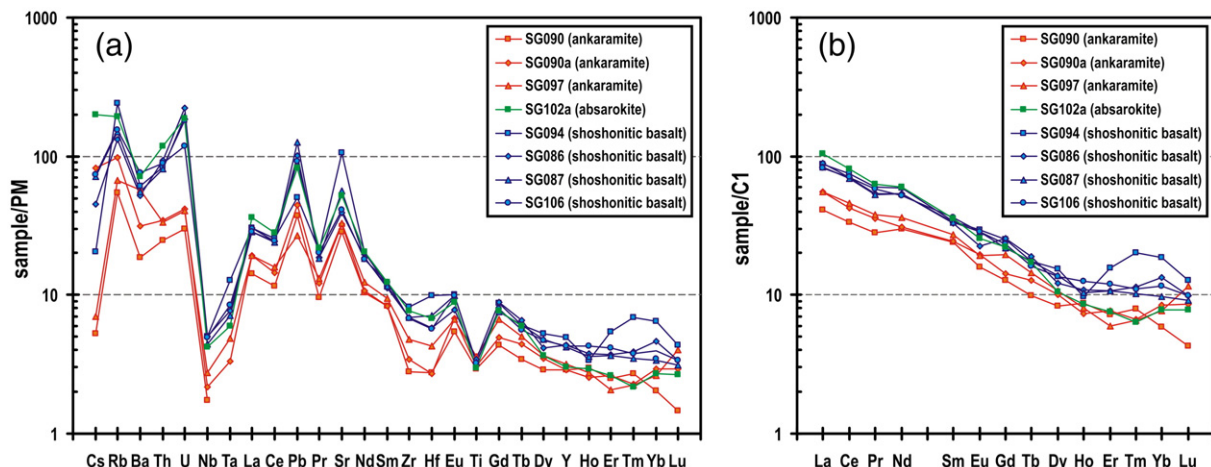 1000
(a)
100
10
1
sample/PM
SG090 (ankaramite)
SG090a (ankaramite)
SG097 (ankaramite)
SG102a (absarokite)
SG094 (shoshonitic basalt)
SG086 (shoshonitic basalt)
SG087 (shoshonitic basalt)
SG106 (shoshonitic basalt)
Cs Rb Ba Th U Nb Ta La Ce Pb Pr Sr Nd Sm Zr Hf Eu Ti Gd Tb Dy Y Ho Er Tm Yb Lu
1000
(b)
100
10
1
sample/C1
SG090 (ankaramite)
SG090a (ankaramite)
SG097 (ankaramite)
SG102a (absarokite)
SG094 (shoshonitic basalt)
SG086 (shoshonitic basalt)
SG087 (shoshonitic basalt)
SG106 (shoshonitic basalt)
La Ce Pr Nd Sm Eu Gd Tb Dy Ho Er Tm Yb Lu